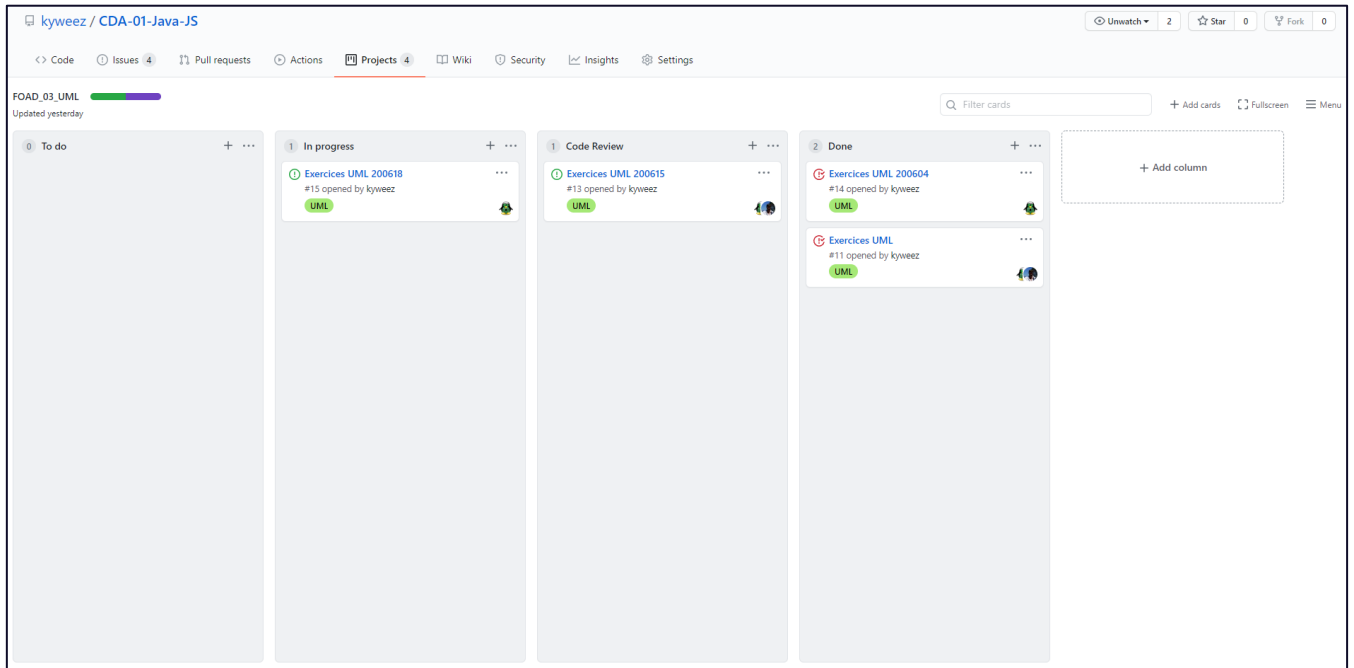 kyweez / CDA-01-Java-JS
Unwatch 2 Star 0 Fork 0
Code Issues 4 Pull requests Actions Projects 4 Wiki Security Insights Settings
FOAD_03_UML
Updated yesterday
Filter cards + Add cards Fullscreen Menu
0 To do + ...
1 In progress + ...
Exercices UML 200618 ...
#15 opened by kyweez
UML
1 Code Review + ...
Exercices UML 200615 ...
#13 opened by kyweez
UML
2 Done + ...
Exercices UML 200604 ...
#14 opened by kyweez
UML
Exercices UML ...
#11 opened by kyweez
UML
+ Add column